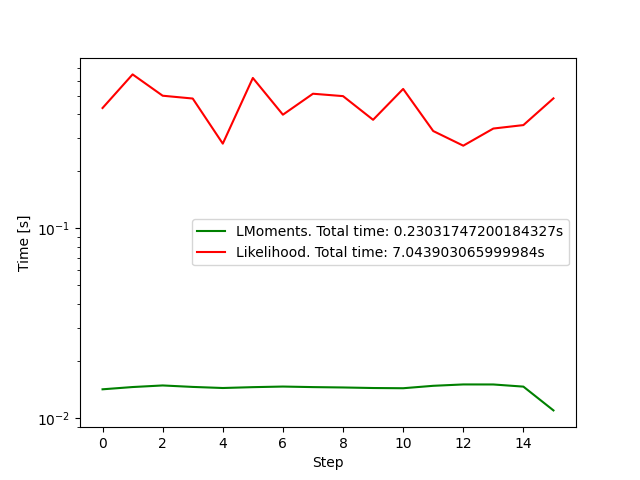 Time [s]
10⁻¹
10⁻²
LMoments. Total time: 0.23031747200184327s
Likelihood. Total time: 7.043903065999984s
0 2 4 6 8 10 12 14
Step